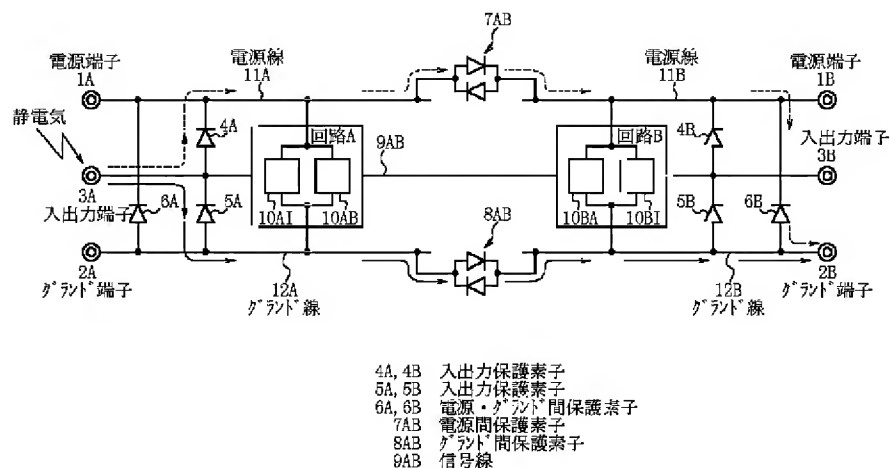 7AB
電源端子
1A
電源線
11A
電源線
11B
電源端子
1B
静電気
4A
回路A
9AB
回路B
4B
入出力端子
3B
3A
入出力端子
6A
5A
10AI
10AB
10BA
10BI
5B
6B
8AB
2A
グランド端子
12A
グランド線
12B
グランド線
2B
グランド端子
4A, 4B 入出力保護素子
5A, 5B 入出力保護素子
6A, 6B 電源・グランド間保護素子
7AB 電源間保護素子
8AB グランド間保護素子
9AB 信号線